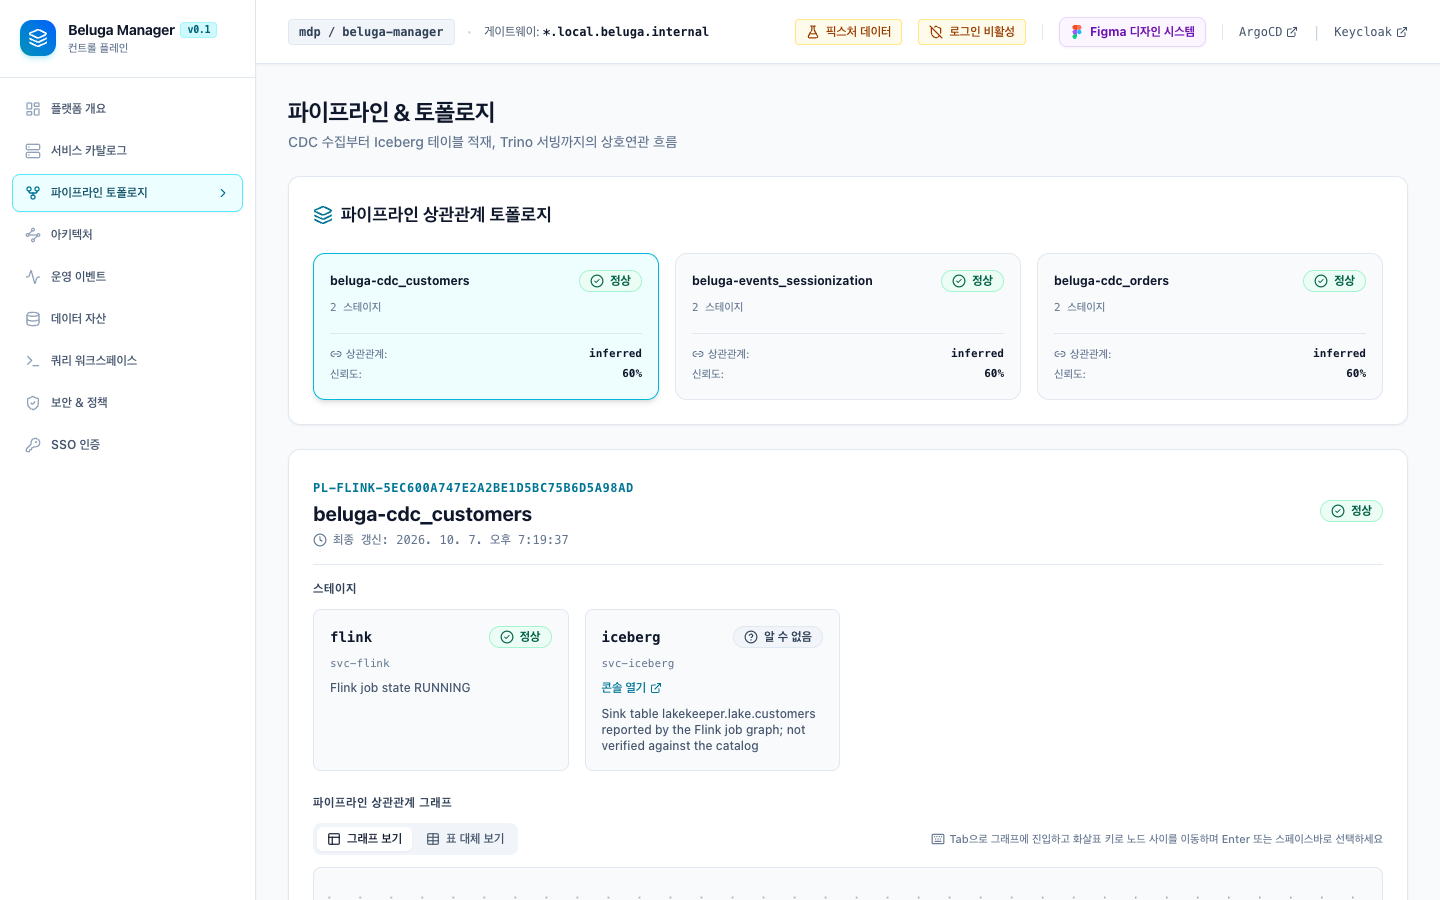 Beluga Manager v0.1
컨트롤 플레인
mdp / beluga-manager
게이트웨이: *.local.beluga.internal
픽스처 데이터
로그인 비활성
Figma 디자인 시스템
ArgoCD
Keycloak
플랫폼 개요
서비스 카탈로그
파이프라인 토폴로지
아키텍처
운영 이벤트
데이터 자산
쿼리 워크스페이스
보안 & 정책
SSO 인증
파이프라인 & 토폴로지
CDC 수집부터 Iceberg 테이블 적재, Trino 서빙까지의 상호연관 흐름
파이프라인 상관관계 토폴로지
beluga-cdc_customers 정상
2 스테이지
상관관계: inferred
신뢰도: 60%
beluga-events_sessionization 정상
2 스테이지
상관관계: inferred
신뢰도: 60%
beluga-cdc_orders 정상
2 스테이지
상관관계: inferred
신뢰도: 60%
PL-FLINK-5EC600A747E2A2BE1D5BC75B6D5A98AD
beluga-cdc_customers
정상
최종 갱신: 2026. 10. 7. 오후 7:19:37
스테이지
flink 정상
svc-flink
Flink job state RUNNING
iceberg 알 수 없음
svc-iceberg
콘솔 열기
Sink table lakekeeper.lake.customers
reported by the Flink job graph; not
verified against the catalog
파이프라인 상관관계 그래프
그래프 보기
표 대체 보기
Tab으로 그래프에 진입하고 화살표 키로 노드 사이를 이동하며 Enter 또는 스페이스바로 선택하세요